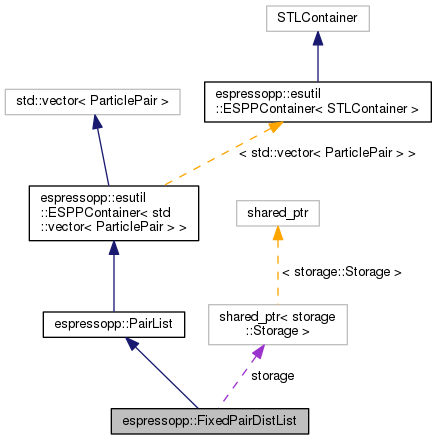 STLContainer
std::vector< ParticlePair >
espressopp::esutil
::ESPPContainer< STLContainer >
< std::vector< ParticlePair > >
espressopp::esutil
::ESPPContainer< std
::vector< ParticlePair > >
shared_ptr
< storage::Storage >
espressopp::PairList
shared_ptr< storage
::Storage >
storage
espressopp::FixedPairDistList